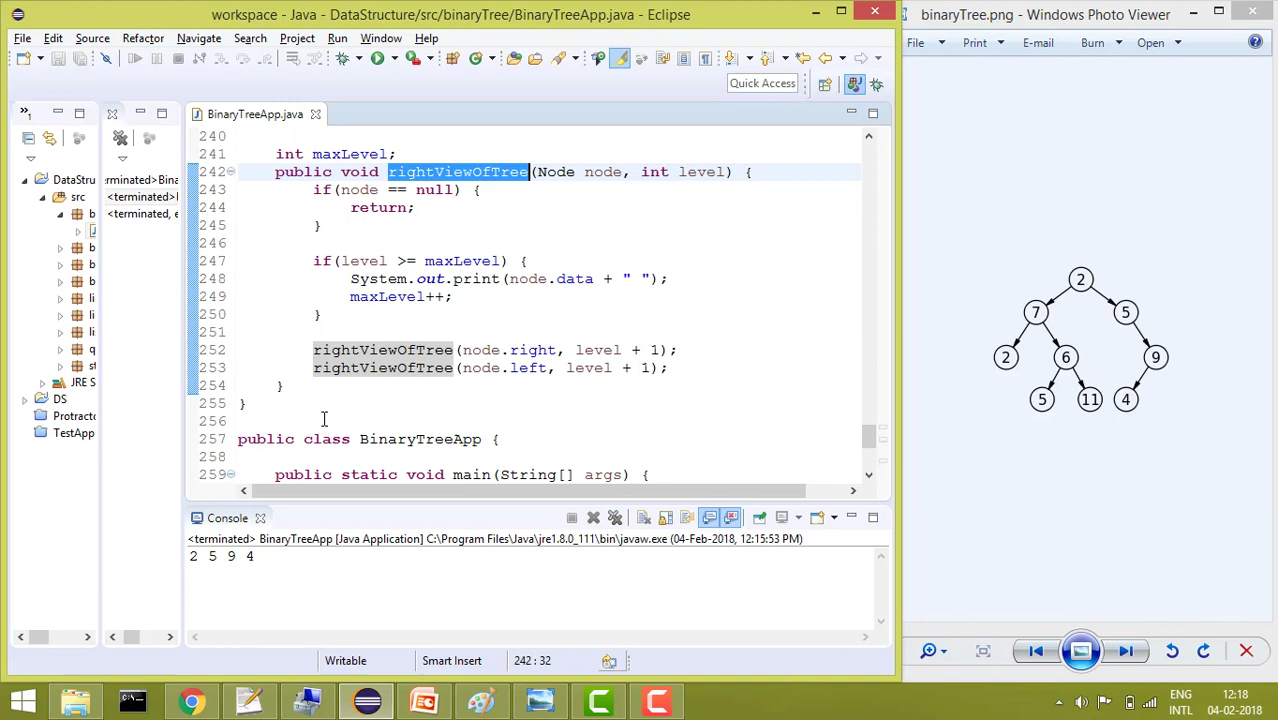 workspace - Java - DataStructure/src/binaryTree/BinaryTreeApp.java - Eclipse
File Edit Source Refactor Navigate Search Project Run Window Help
Quick Access
DataStru
src
JRE S
DS
Protracto
TestApp
erminated>B
<terminated>I
<terminated, e
BinaryTreeApp.java
240
241 int maxLevel;
242 public void rightViewOfTree(Node node, int level) {
243 if(node == null) {
244 return;
245 }
246
247 if(level >= maxLevel) {
248 System.out.print(node.data + " ");
249 maxLevel++;
250 }
251
252 rightViewOfTree(node.right, level + 1);
253 rightViewOfTree(node.left, level + 1);
254 }
255 }
256
257 public class BinaryTreeApp {
258
259 public static void main(String[] args) {
Console
<terminated> BinaryTreeApp [Java Application] C:\Program Files\Java\jre1.8.0_111\bin\javaw.exe (04-Feb-2018, 12:15:53 PM)
2 5 9 4
Writable Smart Insert 242 : 32
binaryTree.png - Windows Photo Viewer
File Print E-mail Burn Open
2
7 5
2 6 9
5 11 4
ENG 12:18
INTL 04-02-2018